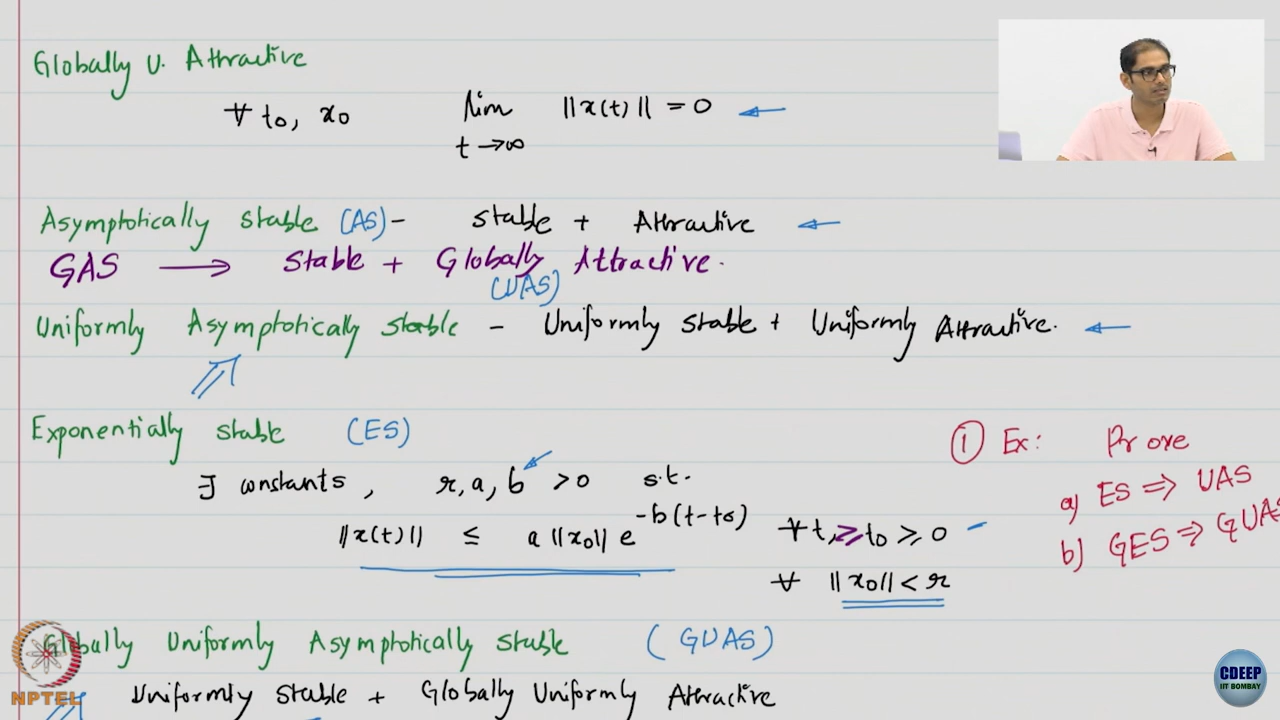 Globally U. Attractive
∀ t₀, x₀ lim ||x(t)|| = 0 ←
t→∞
Asymptotically Stable (AS) - Stable + Attractive ←
GAS → Stable + Globally Attractive.
(UAS)
Uniformly Asymptotically Stable - Uniformly Stable + Uniformly Attractive. ←
Exponentially Stable (ES)
∃ constants, r, a, b > 0 s.t.
||x(t)|| ≤ a ||x₀|| e^{-b(t-t₀)} ∀ t, ≥ t₀ ≥ 0
∀ ||x₀|| < r
① Ex: Prove
a) ES ⇒ UAS
b) GES ⇒ GUAS
Globally Uniformly Asymptotically Stable (GUAS)
Uniformly Stable + Globally Uniformly Attractive
NPTEL
CDEEP
IIT BOMBAY